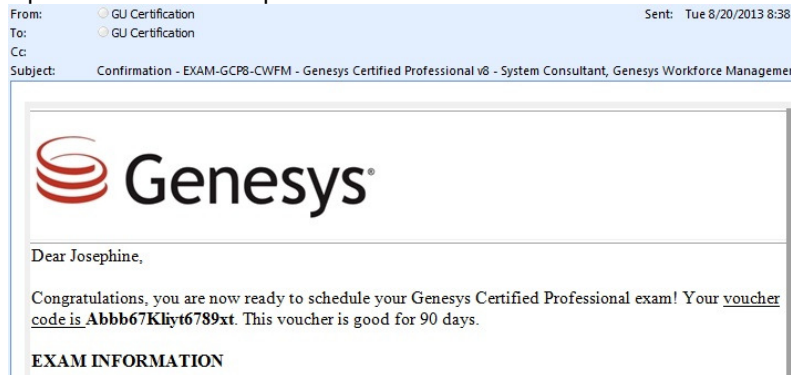 From: GU Certification Sent: Tue 8/20/2013 8:38
To: GU Certification
Cc:
Subject: Confirmation - EXAM-GCP8-CWFM - Genesys Certified Professional v8 - System Consultant, Genesys Workforce
Genesys®
Dear Josephine,
Congratulations, you are now ready to schedule your Genesys Certified Professional exam! Your voucher
code is Abbb67Kliyt6789xt. This voucher is good for 90 days.
EXAM INFORMATION